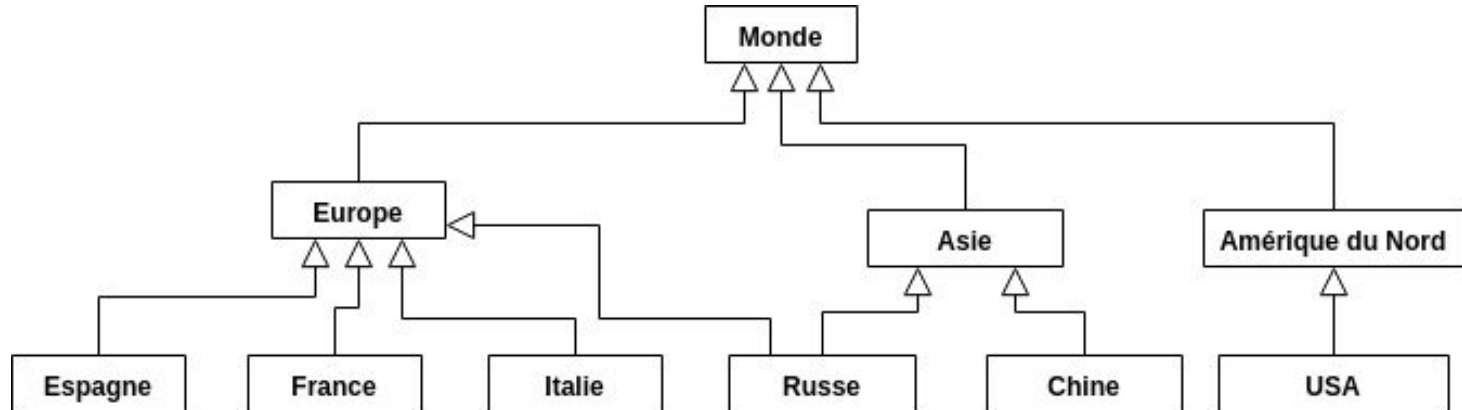 Monde
Europe
Asie
Amérique du Nord
Espagne
France
Italie
Russe
Chine
USA